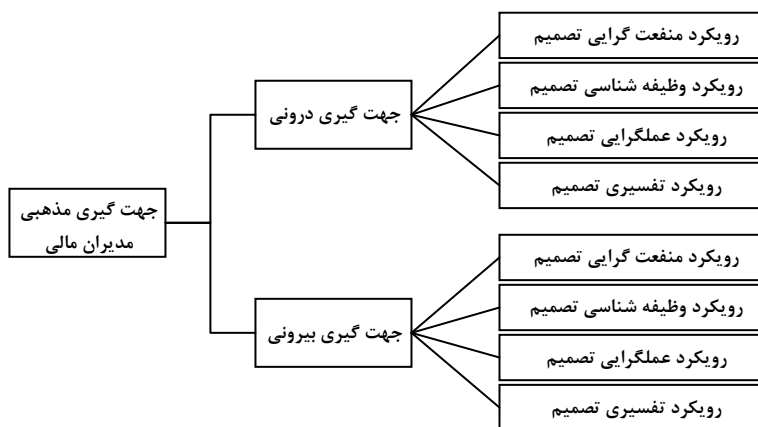 جهت گیری مذهبی
مدیران مالی
جهت گیری درونی
رویکرد منفعت گرایی تصمیم
رویکرد وظیفه شناسی تصمیم
رویکرد عملگرایی تصمیم
رویکرد تفسیری تصمیم
جهت گیری بیرونی
رویکرد منفعت گرایی تصمیم
رویکرد وظیفه شناسی تصمیم
رویکرد عملگرایی تصمیم
رویکرد تفسیری تصمیم